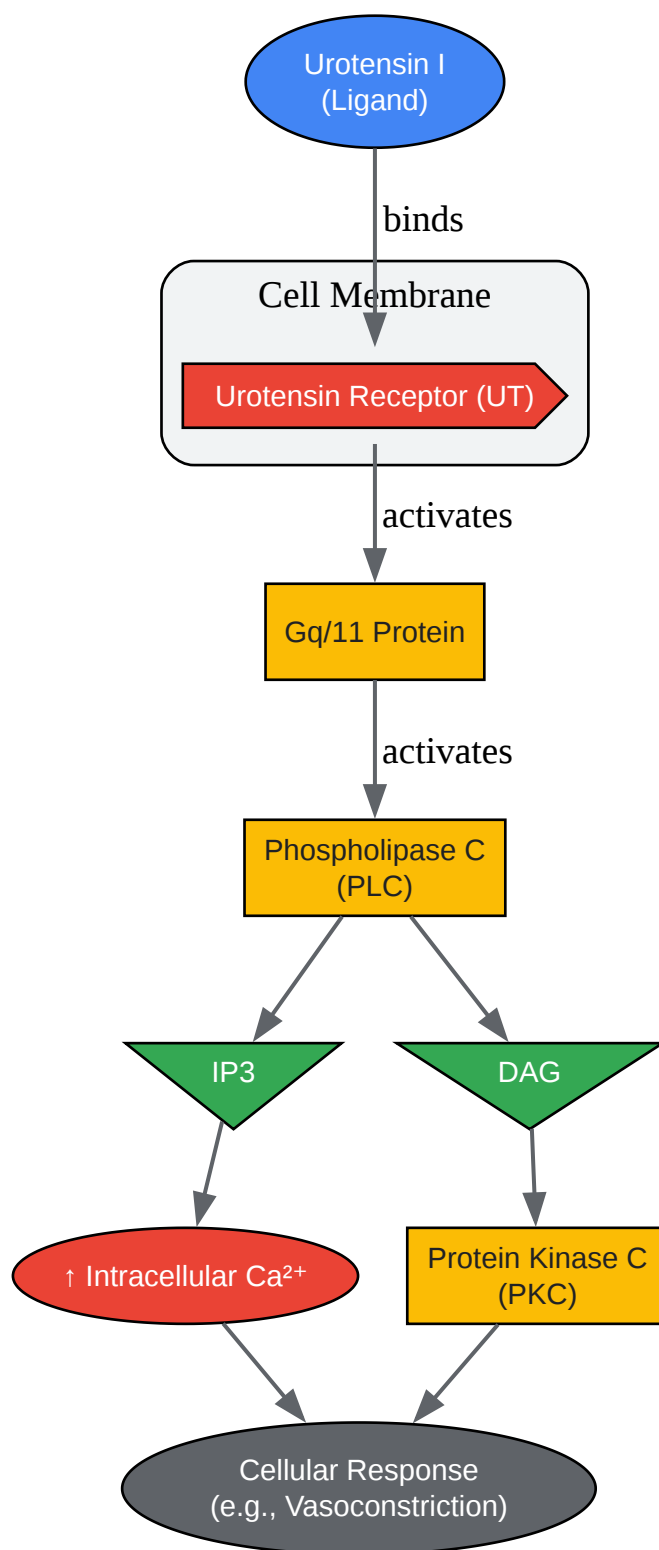 Urotensin I
(Ligand)
binds
Cell Membrane
Urotensin Receptor (UT)
activates
Gq/11 Protein
activates
Phospholipase C
(PLC)
IP3
DAG
↑ Intracellular Ca²⁺
Protein Kinase C
(PKC)
Cellular Response
(e.g., Vasoconstriction)